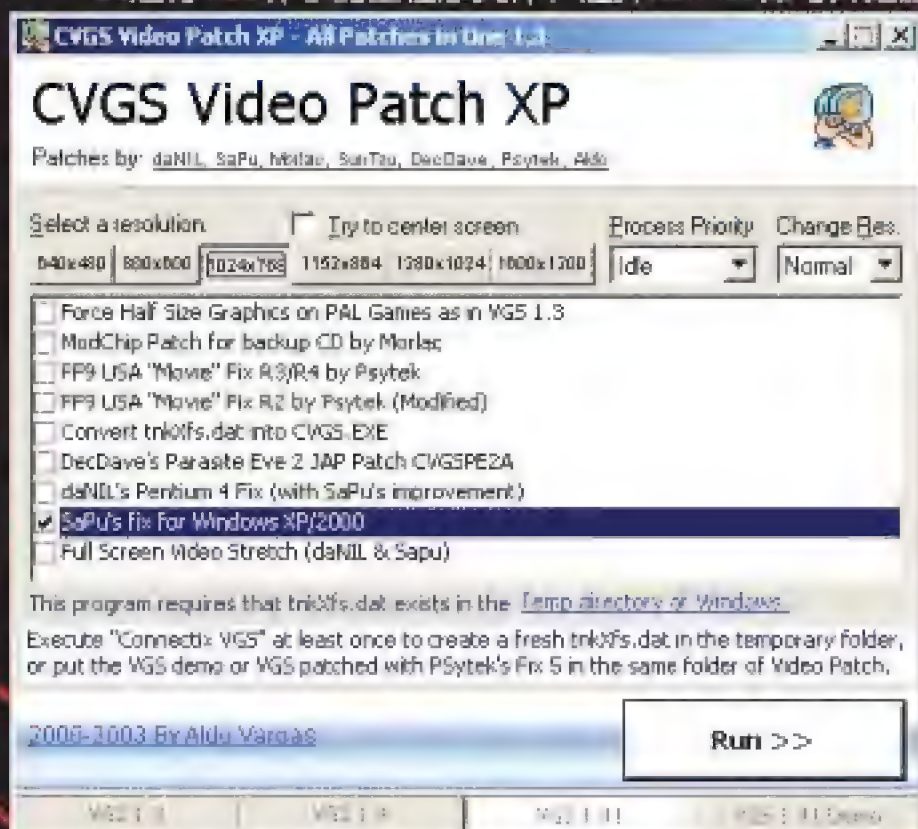 CVGS Video Patch XP - All Patches in One 1.1
CVGS Video Patch XP
Patches by: daNIL, SaPu, Morlac, SunTzu, DecDave, Psytek, Aldo
Select a resolution
Try to center screen
Process Priority
Change Res.
640x480 800x600 1024x768 1152x864 1280x1024 1600x1200 Idle Normal
Force Half Size Graphics on PAL Games as in VGS 1.3
ModChip Patch for backup CD by Morlac
FF9 USA "Movie" Fix R3/R4 by Psytek
FF9 USA "Movie" Fix R2 by Psytek (Modified)
Convert tnkXfs.dat into CVGS.EXE
DecDave's Parasite Eve 2 JAP Patch CVGSPE2A
daNIL's Pentium 4 Fix (with SaPu's improvement)
SaPu's fix for Windows XP/2000
Full Screen Video Stretch (daNIL & Sapu)
This program requires that tnkXfs.dat exists in the Temp directory of Windows.
Execute "Connectix VGS" at least once to create a fresh tnkXfs.dat in the temporary folder,
or put the VGS demo or VGS patched with PSytek's Fix 5 in the same folder of Video Patch.
By Aldo Vargas
Run >>